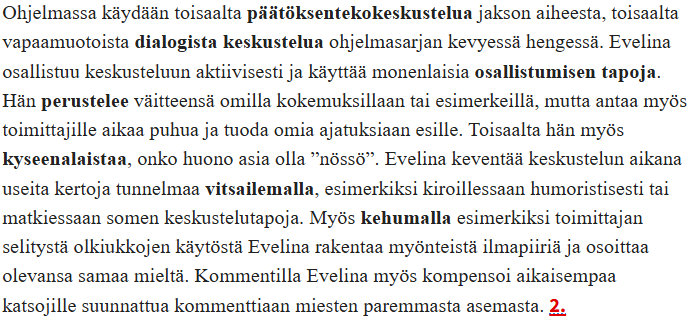 Ohjelmassa käydään toisaalta päätöksentekokeskustelua jakson aiheesta, toisaalta
vapaamuotoista dialogista keskustelua ohjelmasarjan kevyessä hengessä. Evelina
osallistuu keskusteluun aktiivisesti ja käyttää monenlaisia osallistumisen tapoja.
Hän perustelee väitteensä omilla kokemuksillaan tai esimerkeillä, mutta antaa myös
toimittajille aikaa puhua ja tuoda omia ajatuksiaan esille. Toisaalta hän myös
kyseenalaistaa, onko huono asia olla ”nössö”. Evelina keventää keskustelun aikana
useita kertoja tunnelmaa vitsailemalla, esimerkiksi kiroillessaan humoristisesti tai
matkiessaan somen keskustelutapoja. Myös kehumalla esimerkiksi toimittajan
selitystä olkiukkojen käytöstä Evelina rakentaa myönteistä ilmapiiriä ja osoittaa
olevansa samaa mieltä. Kommentilla Evelina myös kompensoi aikaisempaa
katsojille suunnattua kommenttiaan miesten paremmasta asemasta. 2.